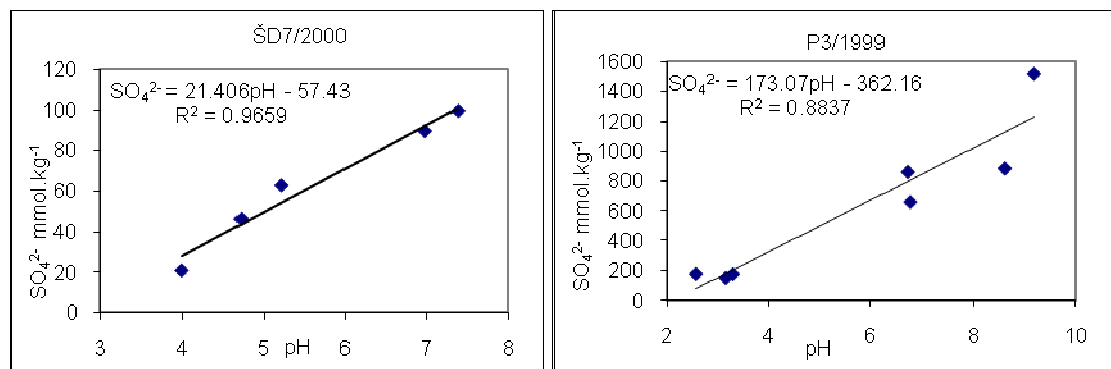 ŠD7/2000
SO₄²⁻ = 21.406pH - 57.43
R² = 0.9659
120
100
80
60
40
20
0
SO₄²⁻ mmol.kg⁻¹
3 4 5 6 7 8
pH
P3/1999
SO₄²⁻ = 173.07pH - 362.16
R² = 0.8837
1600
1400
1200
1000
800
600
400
200
0
SO₄²⁻ mmol.kg⁻¹
2 4 6 8 10
pH